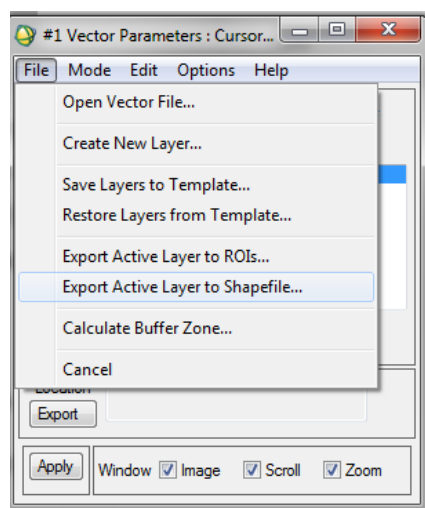 #1 Vector Parameters : Cursor...
File Mode Edit Options Help
Open Vector File...
Create New Layer...
Save Layers to Template...
Restore Layers from Template...
Export Active Layer to ROIs...
Export Active Layer to Shapefile...
Calculate Buffer Zone...
Cancel
Location
Export
Apply Window Image Scroll Zoom